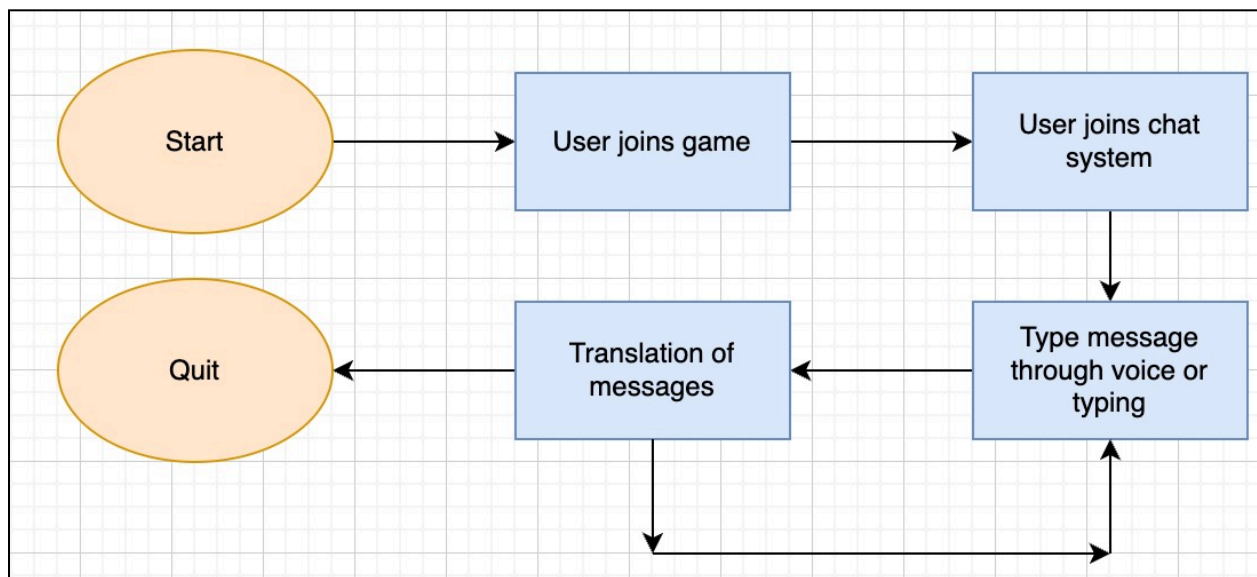 Start
User joins game
User joins chat
system
Quit
Translation of
messages
Type message
through voice or
typing